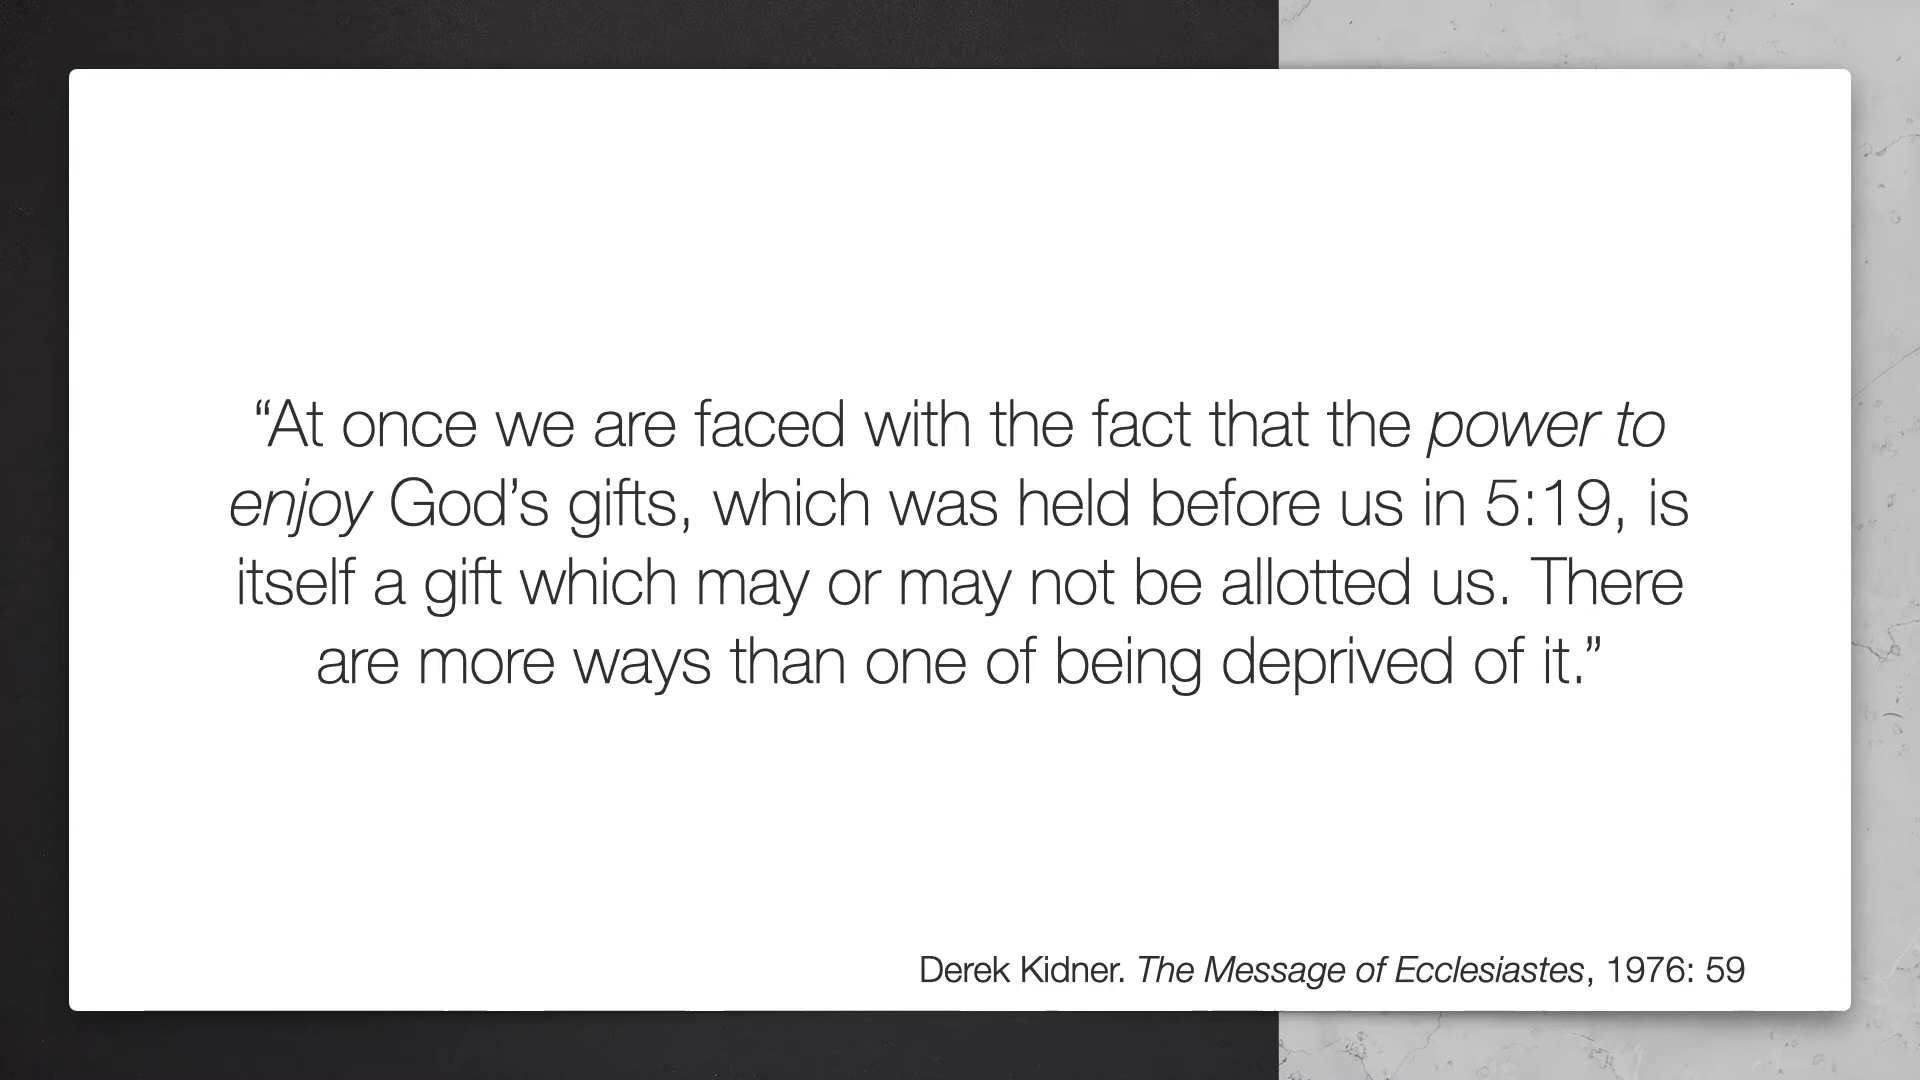 “At once we are faced with the fact that the power to
enjoy God’s gifts, which was held before us in 5:19, is
itself a gift which may or may not be allotted us. There
are more ways than one of being deprived of it.”
Derek Kidner. The Message of Ecclesiastes, 1976: 59